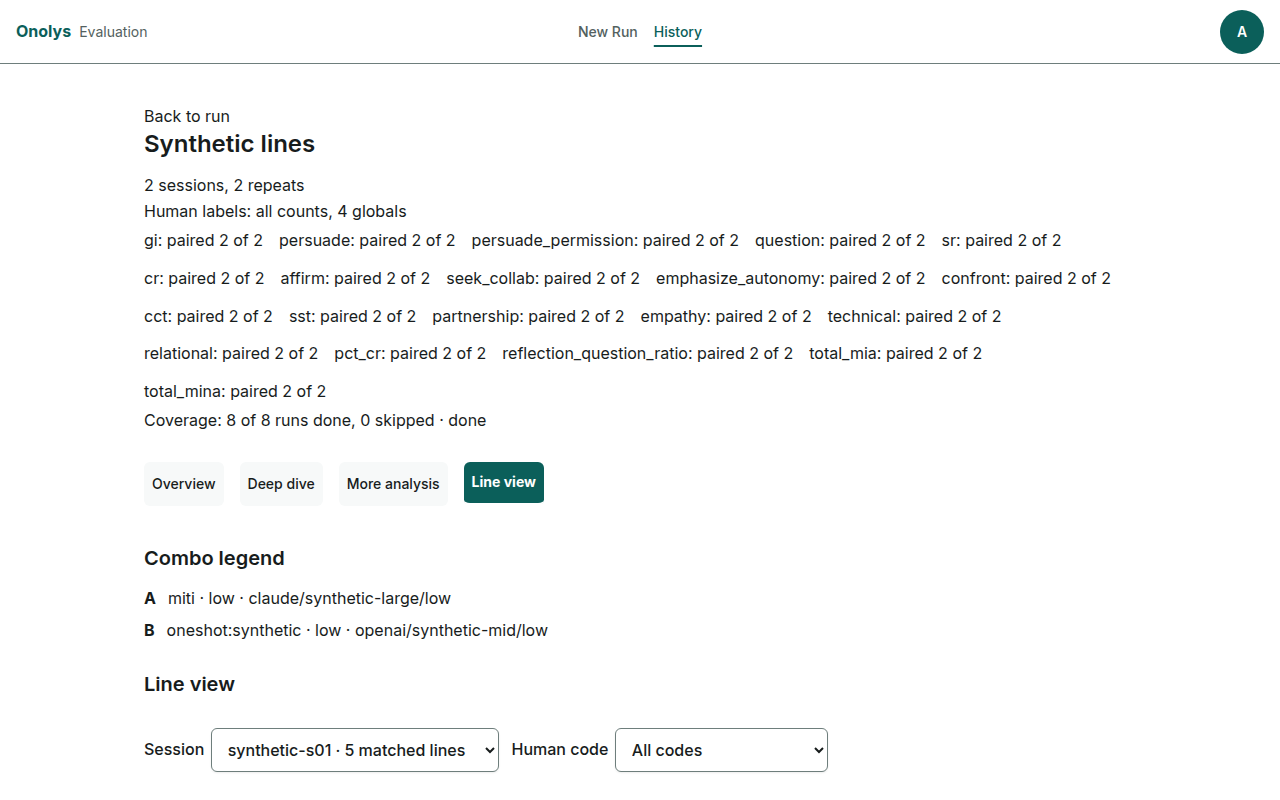 Onolys Evaluation New Run History A
Back to run
Synthetic lines
2 sessions, 2 repeats
Human labels: all counts, 4 globals
gi: paired 2 of 2 persuade: paired 2 of 2 persuade_permission: paired 2 of 2 question: paired 2 of 2 sr: paired 2 of 2
cr: paired 2 of 2 affirm: paired 2 of 2 seek_collab: paired 2 of 2 emphasize_autonomy: paired 2 of 2 confront: paired 2 of 2
cct: paired 2 of 2 sst: paired 2 of 2 partnership: paired 2 of 2 empathy: paired 2 of 2 technical: paired 2 of 2
relational: paired 2 of 2 pct_cr: paired 2 of 2 reflection_question_ratio: paired 2 of 2 total_mia: paired 2 of 2
total_mina: paired 2 of 2
Coverage: 8 of 8 runs done, 0 skipped · done
Overview Deep dive More analysis Line view
Combo legend
A miti · low · claude/synthetic-large/low
B oneshot:synthetic · low · openai/synthetic-mid/low
Line view
Session synthetic-s01 · 5 matched lines Human code All codes